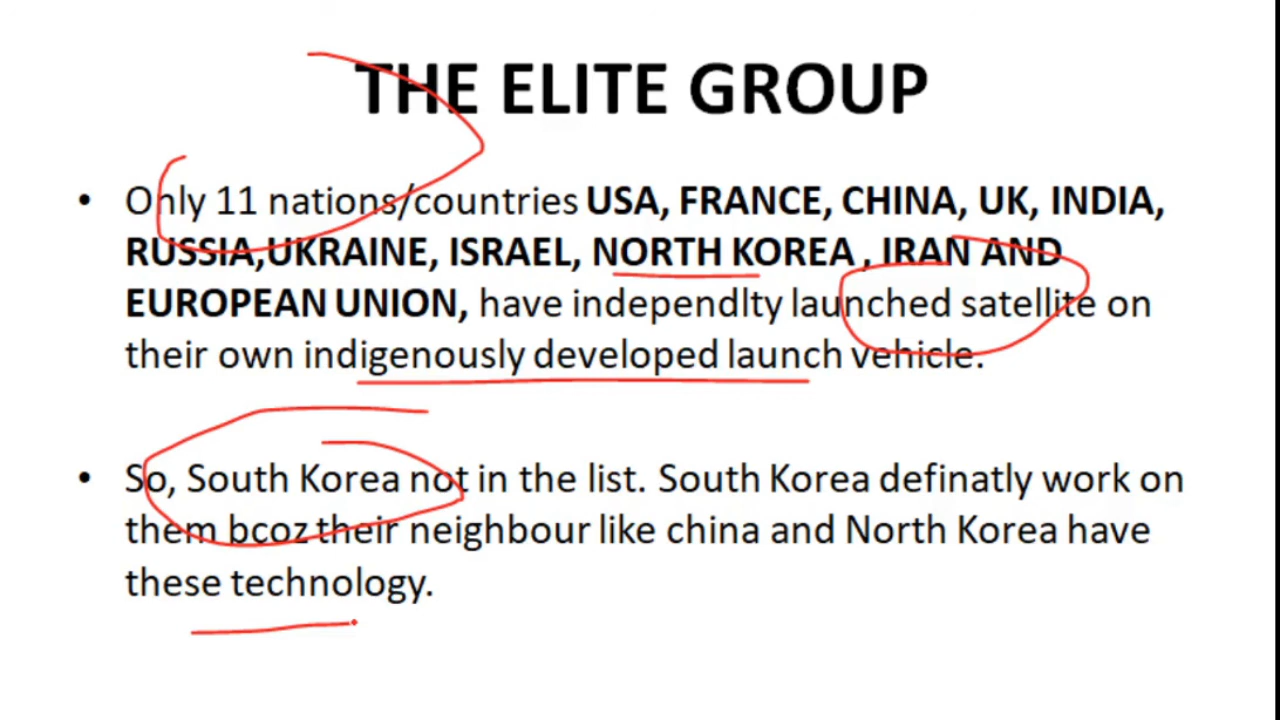 THE ELITE GROUP
• Only 11 nations/countries USA, FRANCE, CHINA, UK, INDIA,
RUSSIA,UKRAINE, ISRAEL, NORTH KOREA , IRAN AND
EUROPEAN UNION, have independlty launched satellite on
their own indigenously developed launch vehicle.
• So, South Korea not in the list. South Korea definatly work on
them bcoz their neighbour like china and North Korea have
these technology.